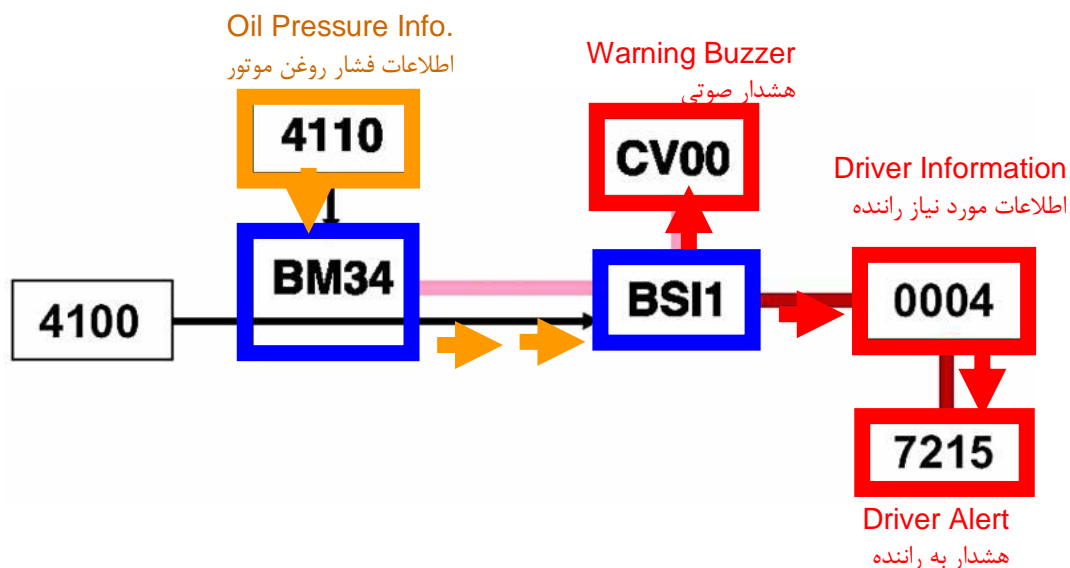 Oil Pressure Info.
اطلاعات فشار روغن موتور
4110
Warning Buzzer
هشدار صوتی
CV00
Driver Information
اطلاعات مورد نیاز راننده
BM34
BSI1
0004
4100
7215
Driver Alert
هشدار به راننده